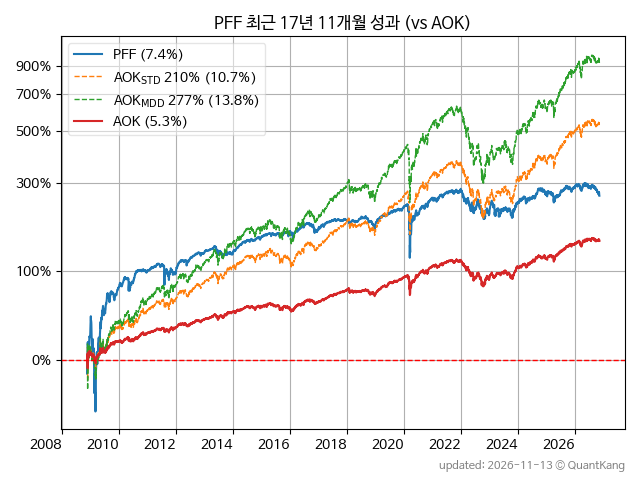 PFF 최근 17년 11개월 성과 (vs AOK)
PFF (7.4%)
AOK_STD 210% (10.7%)
AOK_MDD 277% (13.8%)
AOK (5.3%)
900%
700%
500%
300%
100%
0%
2008 2010 2012 2014 2016 2018 2020 2022 2024 2026
updated: 2026-11-13 © QuantKang